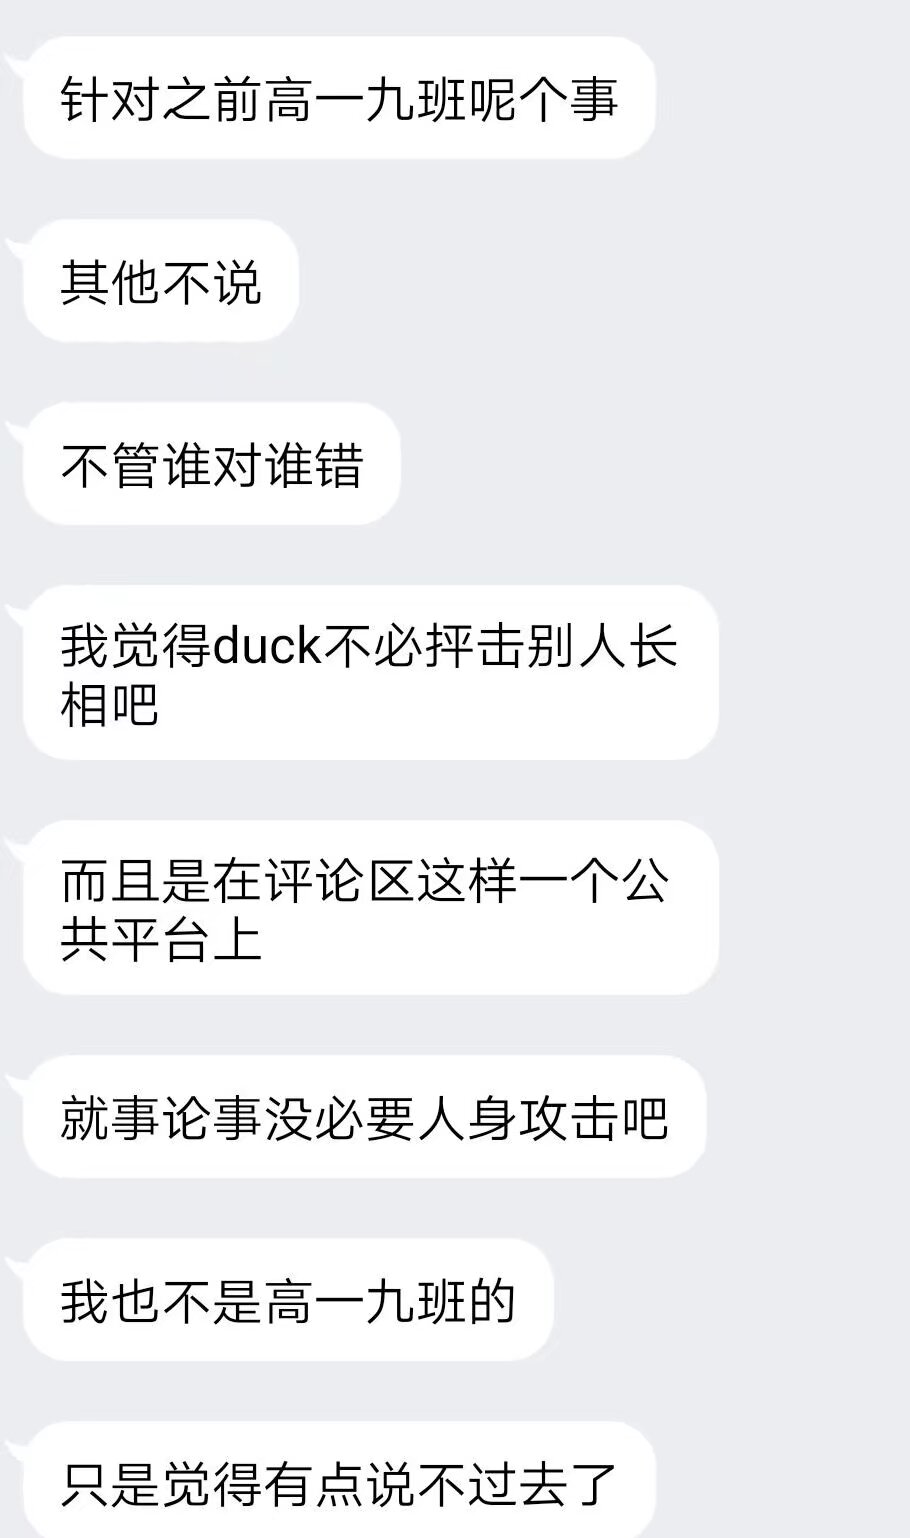 针对之前高一九班呢个事
其他不说
不管谁对谁错
我觉得duck不必抨击别人长
相吧
而且是在评论区这样一个公
共平台上
就事论事没必要人身攻击吧
我也不是高一九班的
只是觉得有点说不过去了